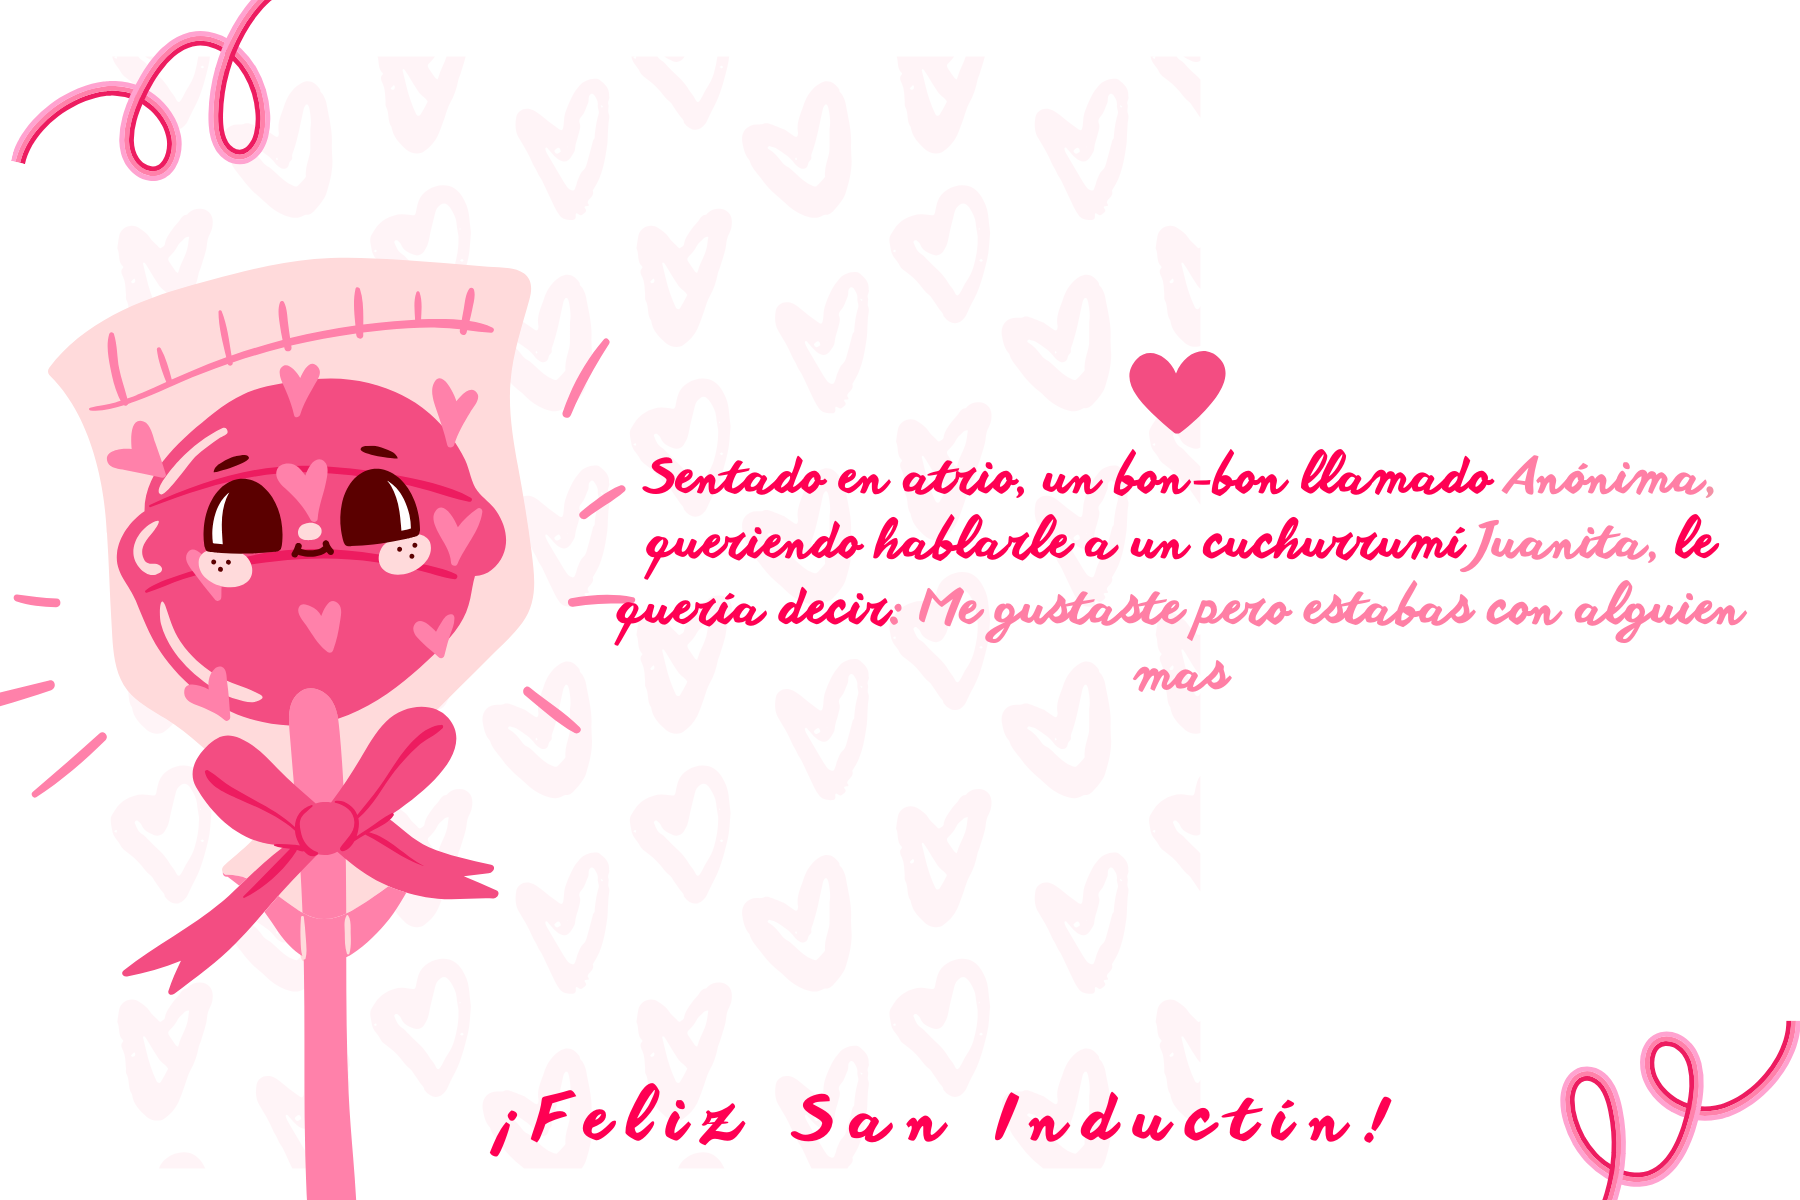 Sentado en atrio, un bon-bon llamado Anónima,
queriendo hablarle a un cuchurrumí Juanita, le
quería decir: Me gustaste pero estabas con alguien
mas
¡Feliz San Inductín!